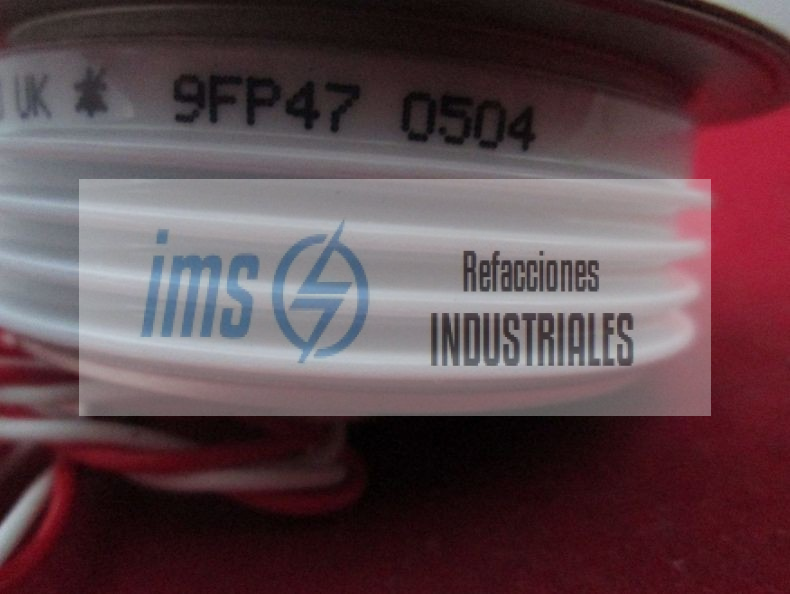 UK * 9FP47 0504
ims
Refacciones
INDUSTRIALES